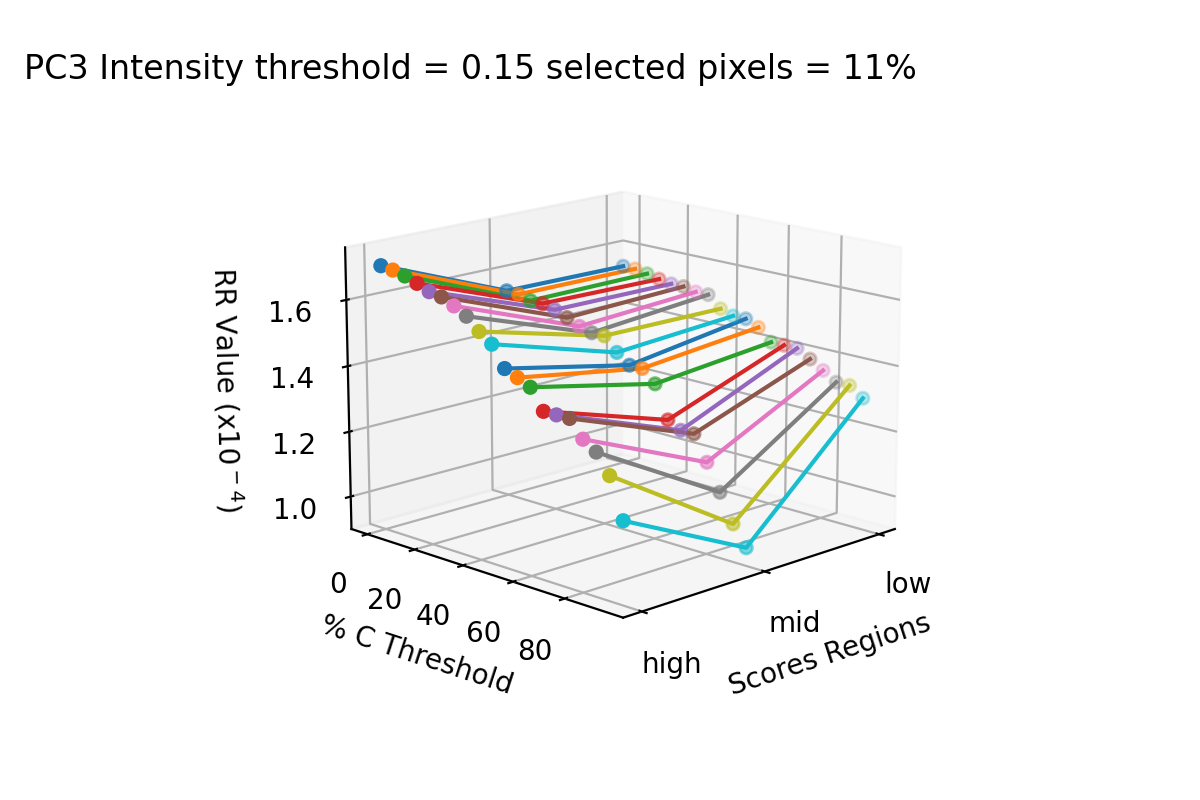 PC3 Intensity threshold = 0.15 selected pixels = 11%
RR Value (x10⁻⁴)
1.6
1.4
1.2
1.0
0
20
40
60
80
% C Threshold
low
mid
high
Scores Regions